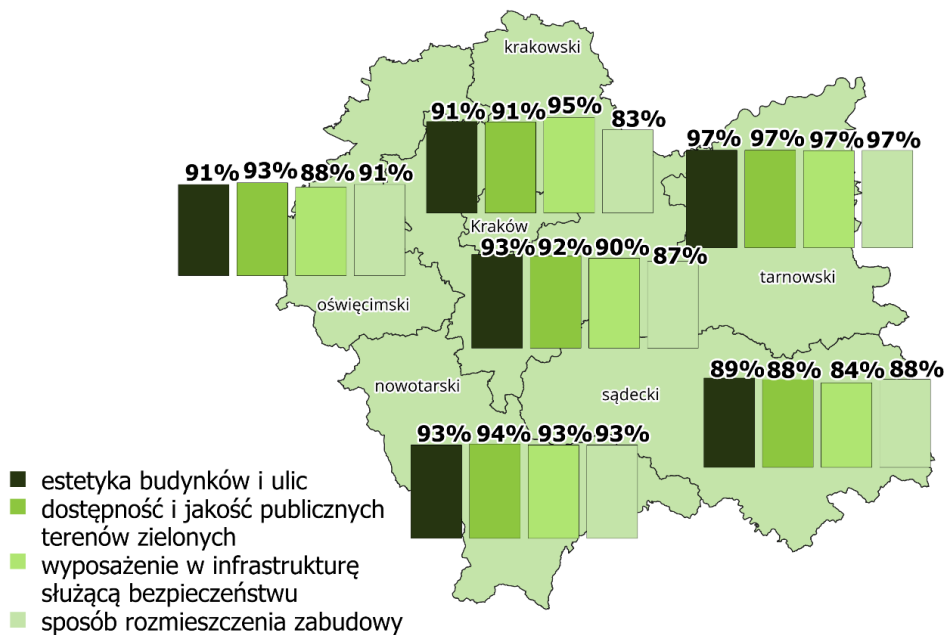 krakowski
91% 91% 95% 83%
97% 97% 97% 97%
91% 93% 88% 91%
Kraków
93% 92% 90% 87%
tarnowski
oświęcimski
nowotarski
sądecki
89% 88% 84% 88%
93% 94% 93% 93%
estetyka budynków i ulic
dostępność i jakość publicznych
terenów zielonych
wyposażenie w infrastrukturę
służącą bezpieczeństwu
sposób rozmieszczenia zabudowy